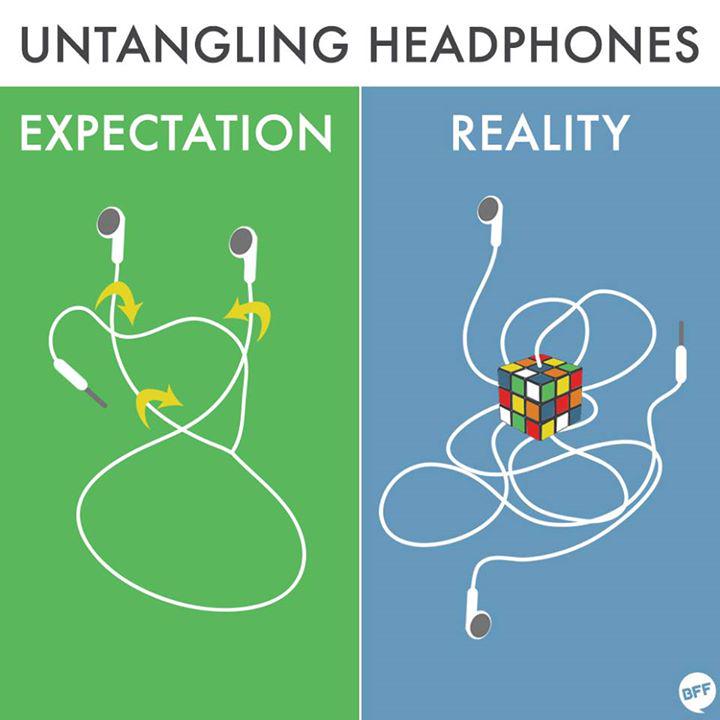 UNTANGLING HEADPHONES
EXPECTATION
REALITY
BFF